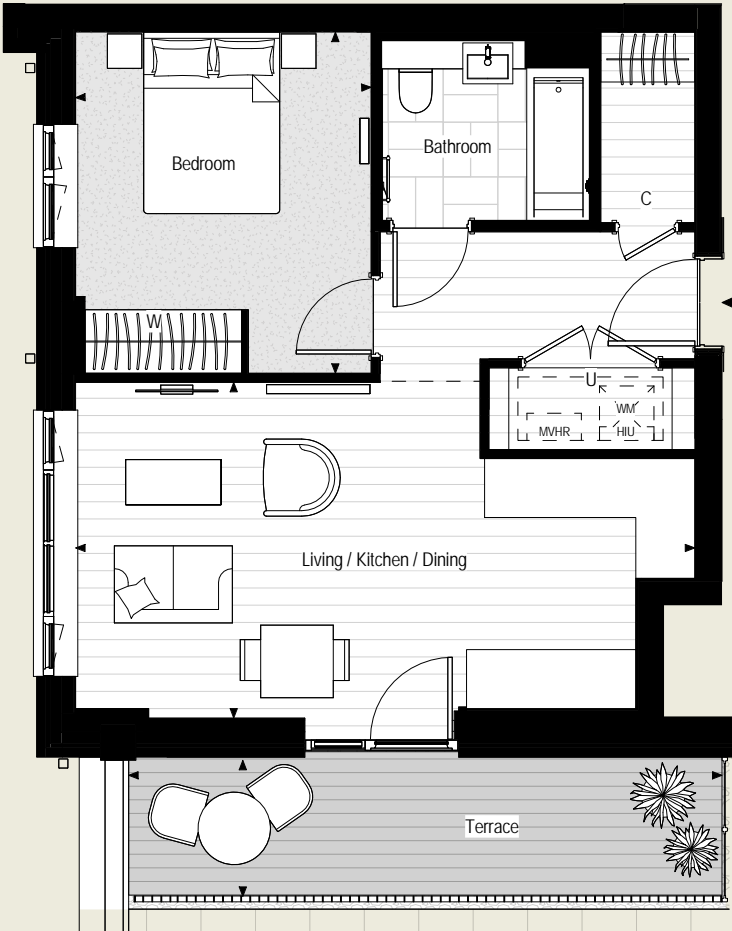 Bedroom
Bathroom
C
W
U
WM
MVHR
HIU
Living / Kitchen / Dining
Terrace